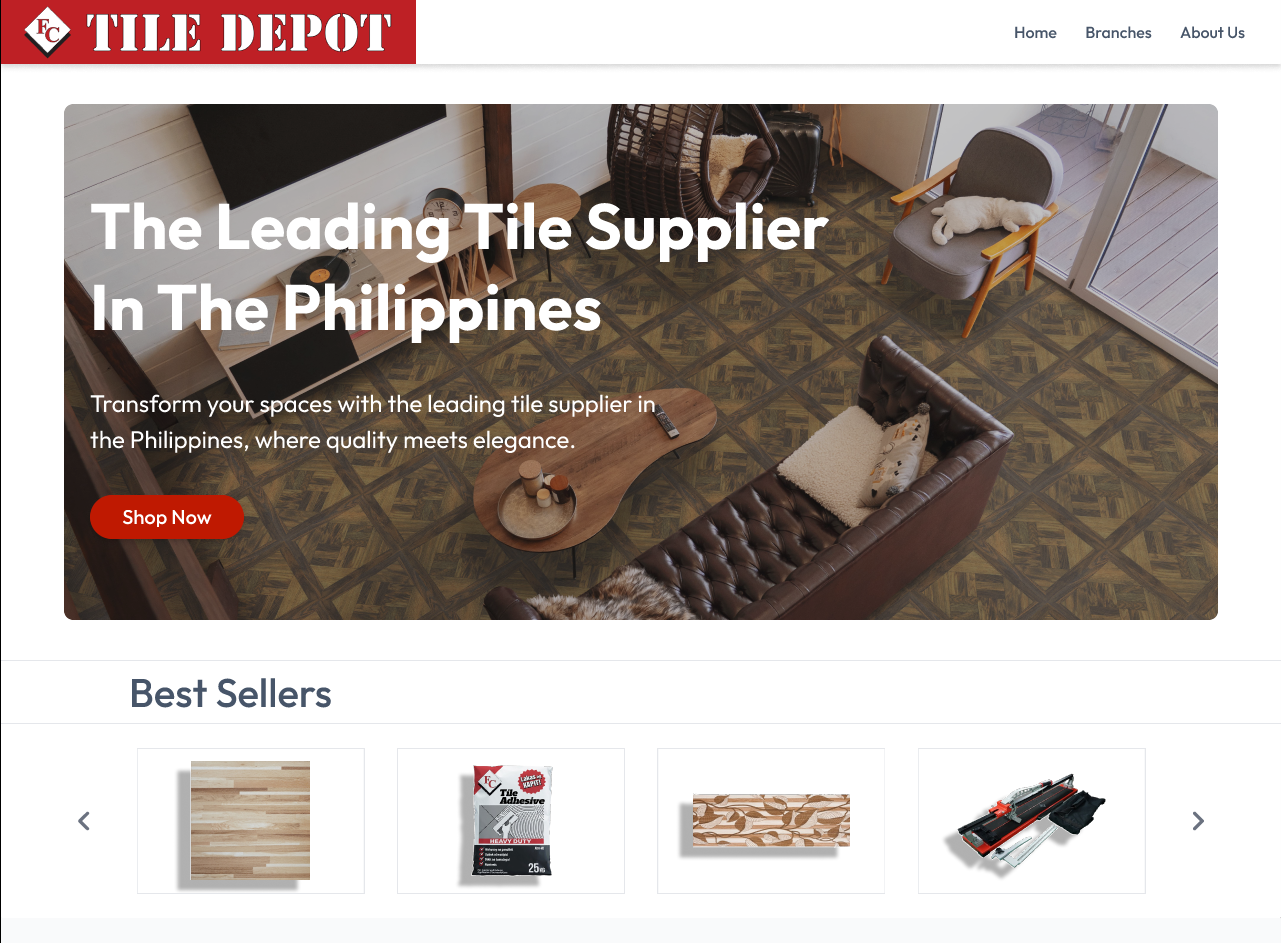 FC TILE DEPOT
Home
Branches
About Us
The Leading Tile Supplier
In The Philippines
Transform your spaces with the leading tile supplier in
the Philippines, where quality meets elegance.
Shop Now
Best Sellers
FC
Lakas ng
KAPIT!
Tile
Adhesive
HEAVY DUTY
25KG